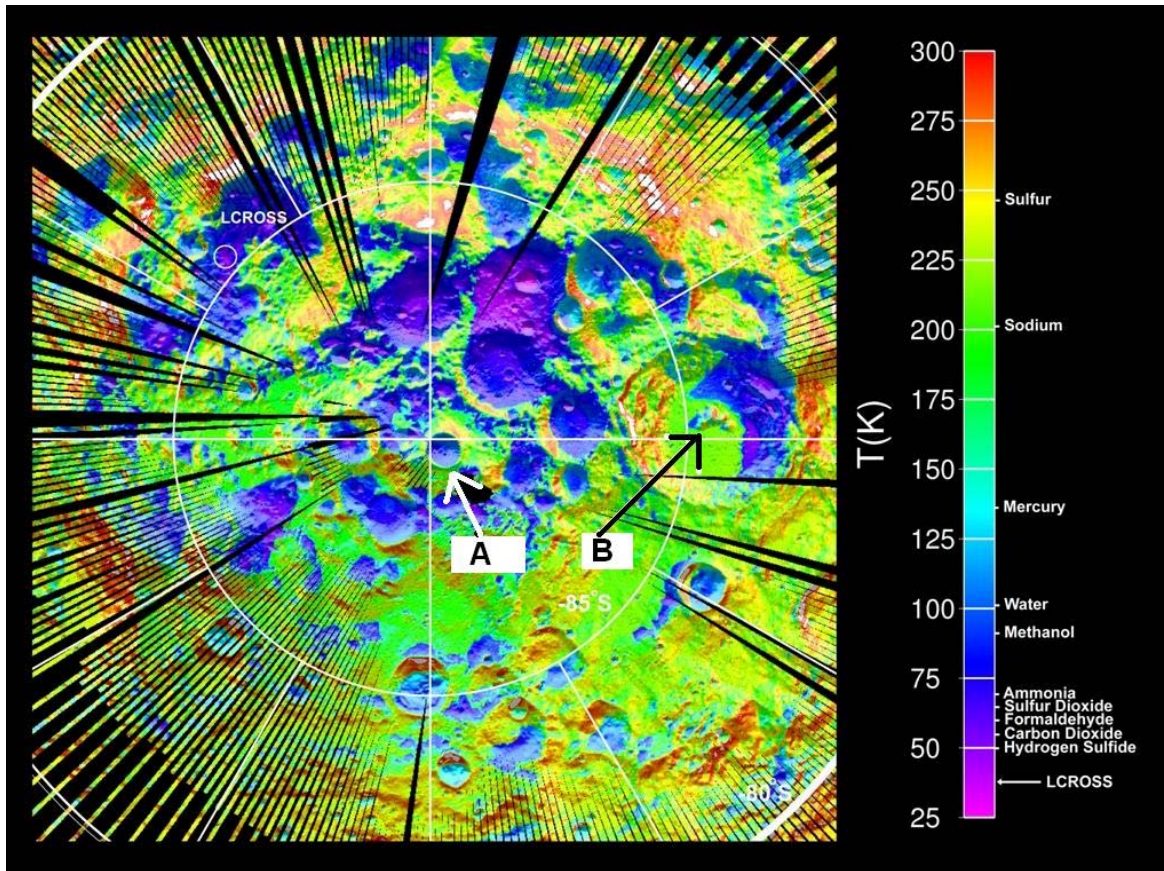 LCROSS
A
B
-85°S
-80°S
T(K)
300
275
250
225
200
175
150
125
100
75
50
25
Sulfur
Sodium
Mercury
Water
Methanol
Ammonia
Sulfur Dioxide
Formaldehyde
Carbon Dioxide
Hydrogen Sulfide
LCROSS